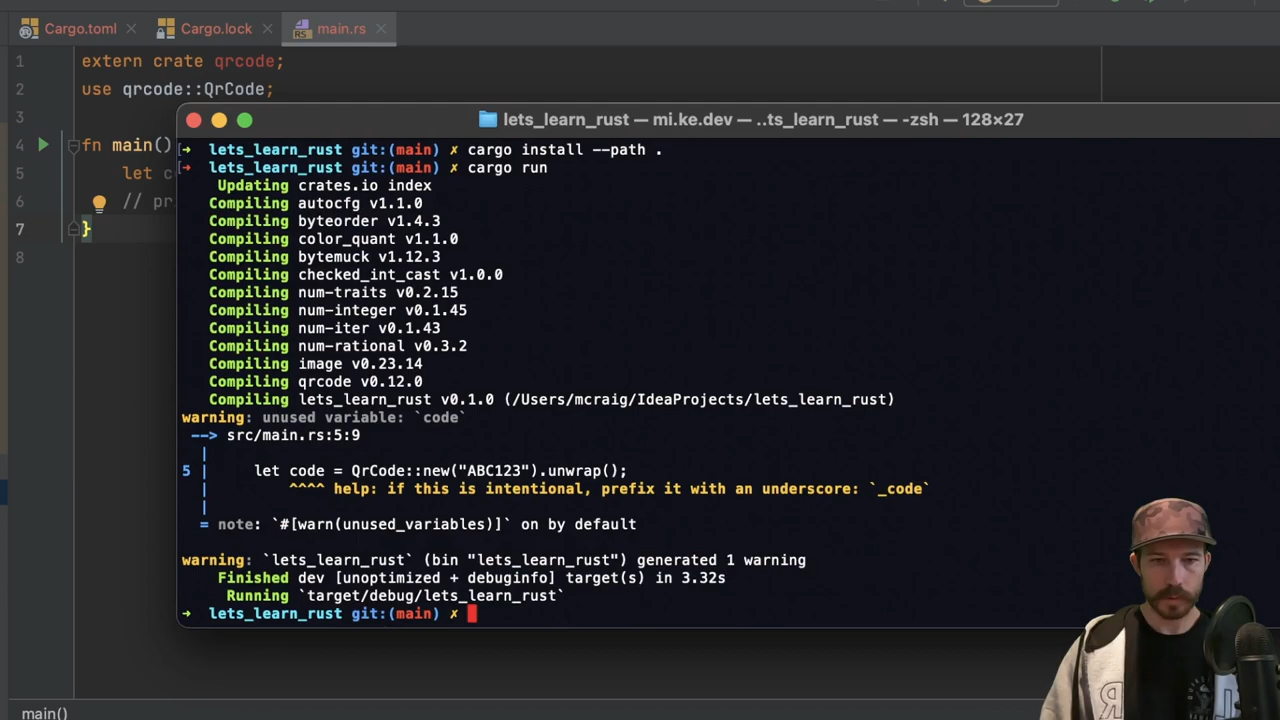 Cargo.toml
Cargo.lock
main.rs
1 extern crate qrcode;
2 use qrcode::QrCode;
3
4 fn main()
5 let c
6 // pr
7 }
8
lets_learn_rust — mi.ke.dev — ..ts_learn_rust — -zsh — 128×27
[➜ lets_learn_rust git:(main) ✗ cargo install --path .
[➜ lets_learn_rust git:(main) ✗ cargo run
Updating crates.io index
Compiling autocfg v1.1.0
Compiling byteorder v1.4.3
Compiling color_quant v1.1.0
Compiling bytemuck v1.12.3
Compiling checked_int_cast v1.0.0
Compiling num-traits v0.2.15
Compiling num-integer v0.1.45
Compiling num-iter v0.1.43
Compiling num-rational v0.3.2
Compiling image v0.23.14
Compiling qrcode v0.12.0
Compiling lets_learn_rust v0.1.0 (/Users/mcraig/IdeaProjects/lets_learn_rust)
warning: unused variable: `code`
--> src/main.rs:5:9
|
5 | let code = QrCode::new("ABC123").unwrap();
| ^^^^ help: if this is intentional, prefix it with an underscore: `_code`
|
= note: `#[warn(unused_variables)]` on by default
warning: `lets_learn_rust` (bin "lets_learn_rust") generated 1 warning
Finished dev [unoptimized + debuginfo] target(s) in 3.32s
Running `target/debug/lets_learn_rust`
➜ lets_learn_rust git:(main) ✗
main()